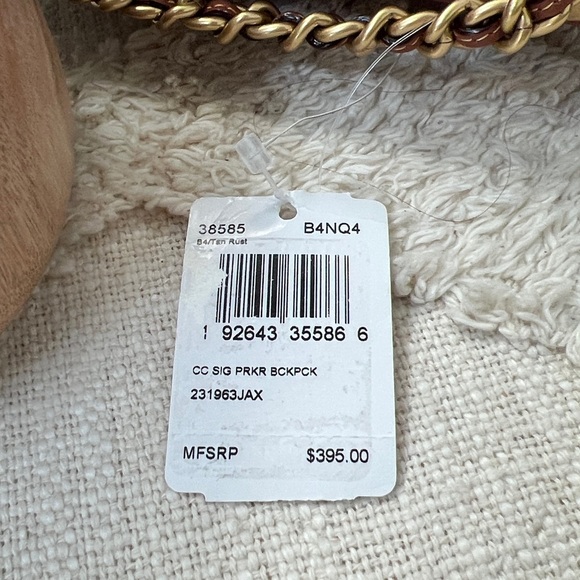 38585 B4NQ4
B4/Tan Rust
1 92643 35586 6
CC SIG PRKR BCKPCK
231963JAX
MFSRP $395.00